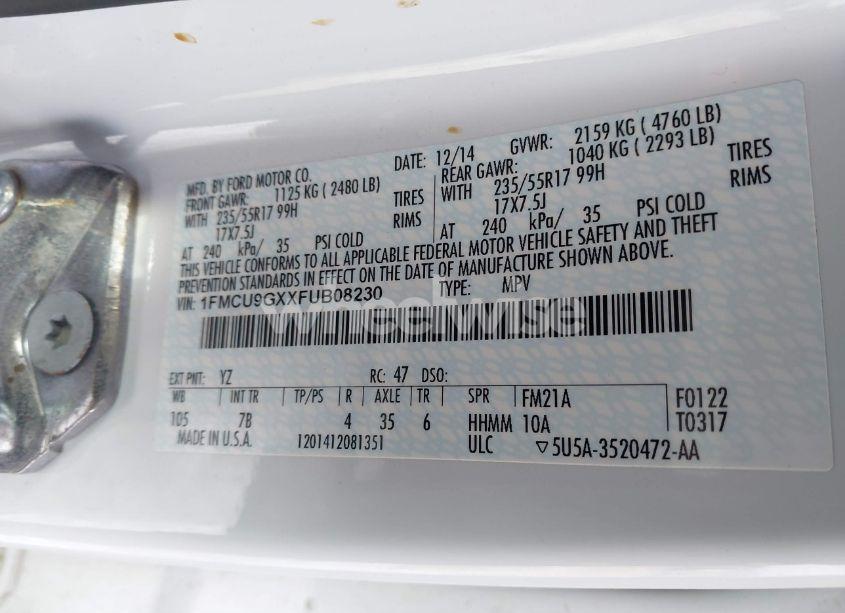 MFD. BY FORD MOTOR CO. DATE: 12/14 GVWR: 2159 KG ( 4760 LB)
FRONT GAWR: 1125 KG ( 2480 LB) REAR GAWR: 1040 KG ( 2293 LB)
WITH 235/55R17 99H TIRES WITH 235/55R17 99H TIRES
17X7.5J RIMS 17X7.5J RIMS
AT 240 kPa/ 35 PSI COLD AT 240 kPa/ 35 PSI COLD
THIS VEHICLE CONFORMS TO ALL APPLICABLE FEDERAL MOTOR VEHICLE SAFETY AND THEFT
PREVENTION STANDARDS IN EFFECT ON THE DATE OF MANUFACTURE SHOWN ABOVE.
VIN: 1FMCU9GXXFUB08230 TYPE: MPV
wheelwise
EXT PNT: YZ RC: 47 DSO:
WB INT TR TP/PS R AXLE TR SPR FM21A F0122
105 7B 4 35 6 HHMM 10A T0317
MADE IN U.S.A. 1201412081351 ULC ▽5U5A-3520472-AA